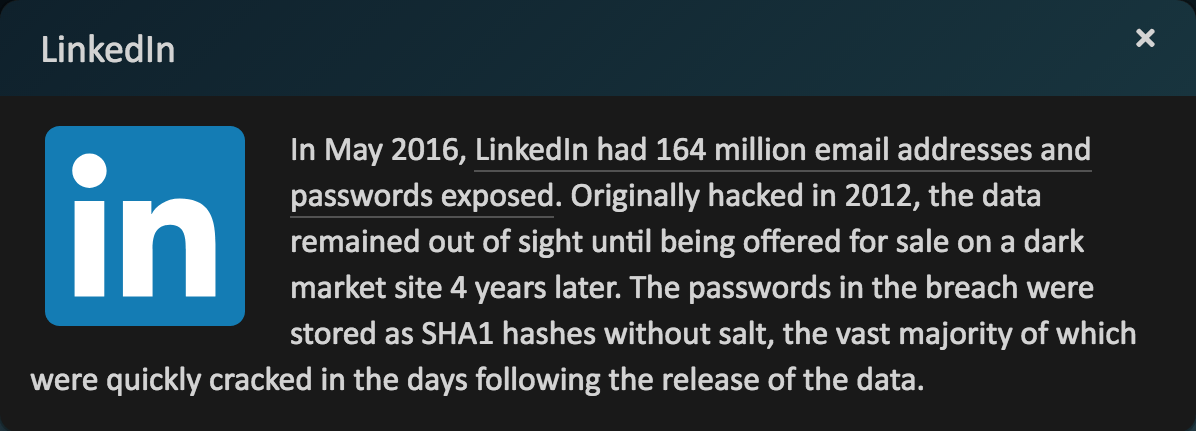 LinkedIn
×
in
In May 2016, LinkedIn had 164 million email addresses and
passwords exposed. Originally hacked in 2012, the data
remained out of sight until being offered for sale on a dark
market site 4 years later. The passwords in the breach were
stored as SHA1 hashes without salt, the vast majority of which
were quickly cracked in the days following the release of the data.